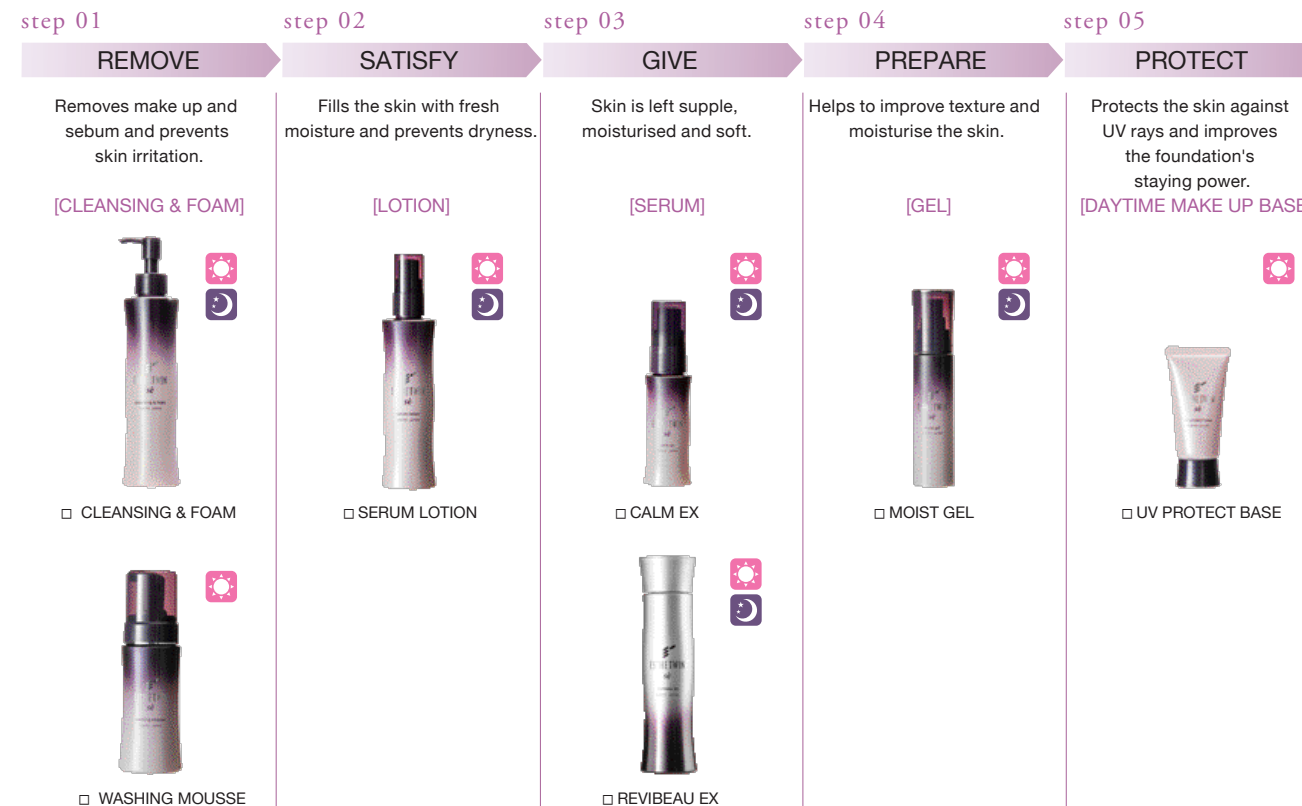 step 01
REMOVE
Removes make up and
sebum and prevents
skin irritation.
[CLEANSING & FOAM]
□ CLEANSING & FOAM
□ WASHING MOUSSE
step 02
SATISFY
Fills the skin with fresh
moisture and prevents dryness.
[LOTION]
□ SERUM LOTION
step 03
GIVE
Skin is left supple,
moisturised and soft.
[SERUM]
□ CALM EX
ESTHETWIN
□ REVIBEAU EX
step 04
PREPARE
Helps to improve texture and
moisturise the skin.
[GEL]
□ MOIST GEL
step 05
PROTECT
Protects the skin against
UV rays and improves
the foundation's
staying power.
[DAYTIME MAKE UP BASE
□ UV PROTECT BASE